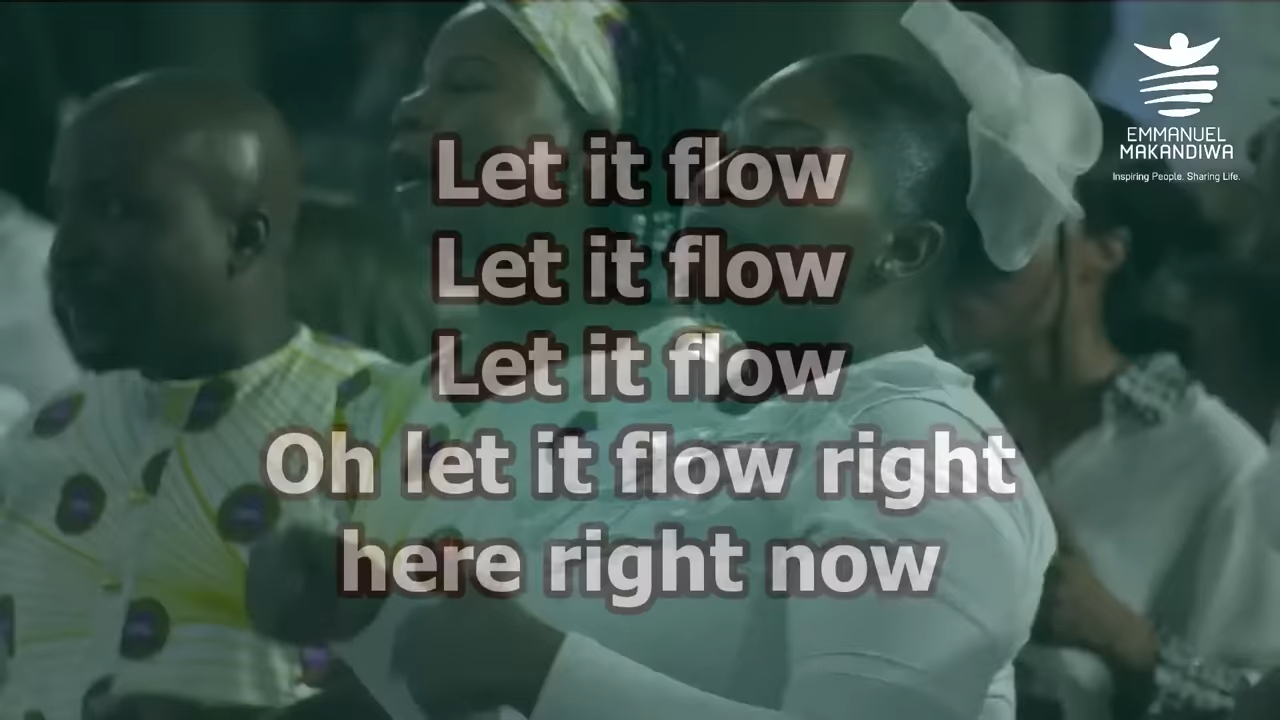 Let it flow
Let it flow
Let it flow
Oh let it flow right
here right now
EMMANUEL
MAKANDIWA
Inspiring People. Sharing Life.